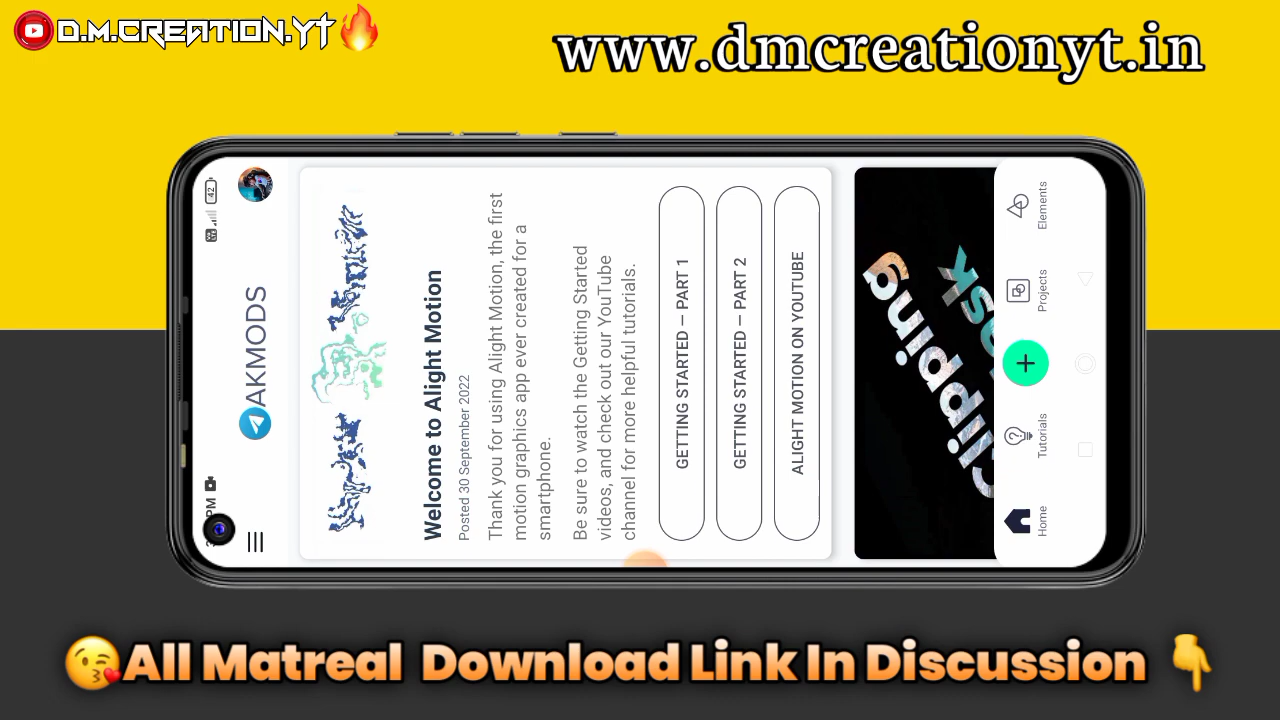 D.M.CREATION.YT🔥
www.dmcreationyt.in
42
AKMODS
Welcome to Alight Motion
Posted 30 September 2022
Thank you for using Alight Motion, the first
motion graphics app ever created for a
smartphone.
Be sure to watch the Getting Started
videos, and check out our YouTube
channel for more helpful tutorials.
GETTING STARTED – PART 1
GETTING STARTED – PART 2
ALIGHT MOTION ON YOUTUBE
Clipping
Home
Tutorials
Projects
Elements
😘All Matreal Download Link In Discussion 👇